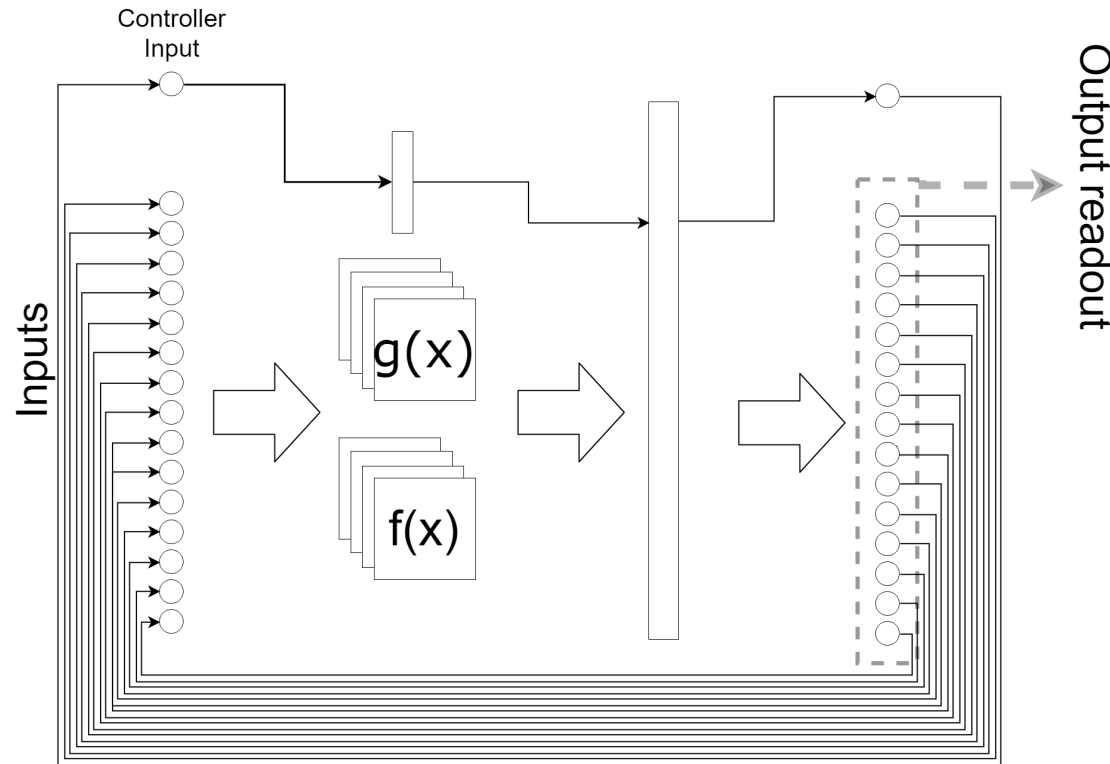 Controller
Input
Inputs
g(x)
f(x)
Output readout